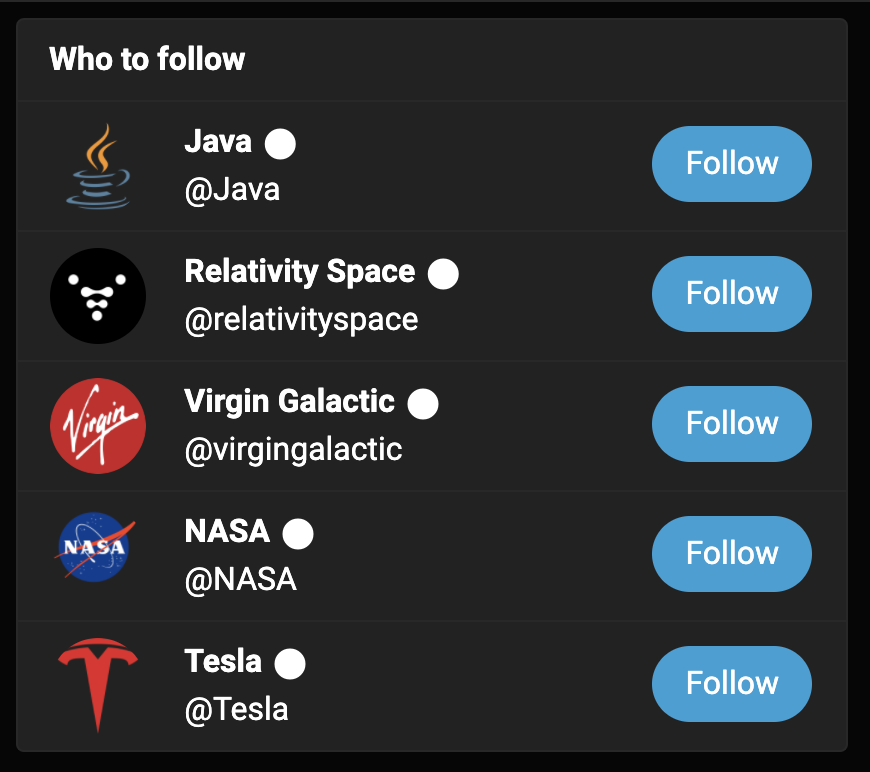 Who to follow
Java
@Java
Follow
Relativity Space
@relativityspace
Follow
Virgin
Virgin Galactic
@virgingalactic
Follow
NASA
NASA
@NASA
Follow
Tesla
@Tesla
Follow